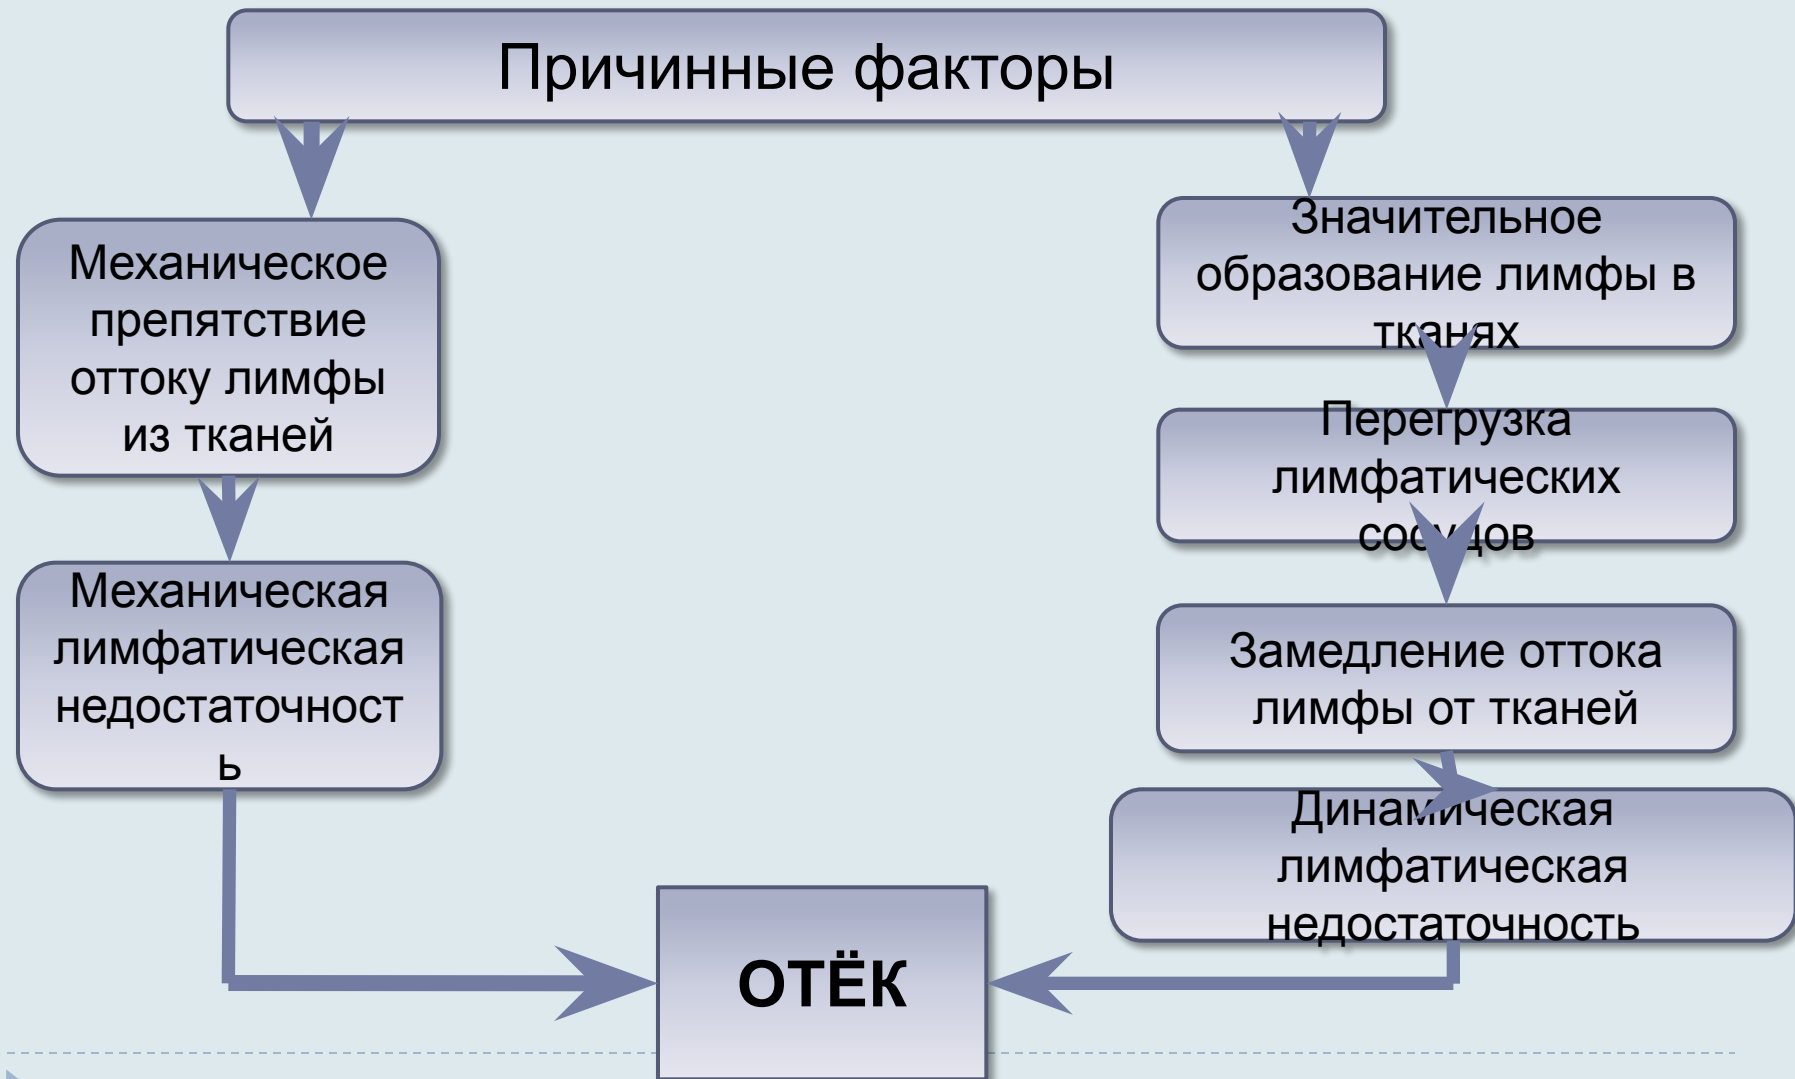 Причинные факторы
Механическое
препятствие
оттоку лимфы
из тканей
Механическая
лимфатическая
недостаточност
ь
Значительное
образование лимфы в
тканях
Перегрузка
лимфатических
сосудов
Замедление оттока
лимфы от тканей
Динамическая
лимфатическая
недостаточность
ОТЁК